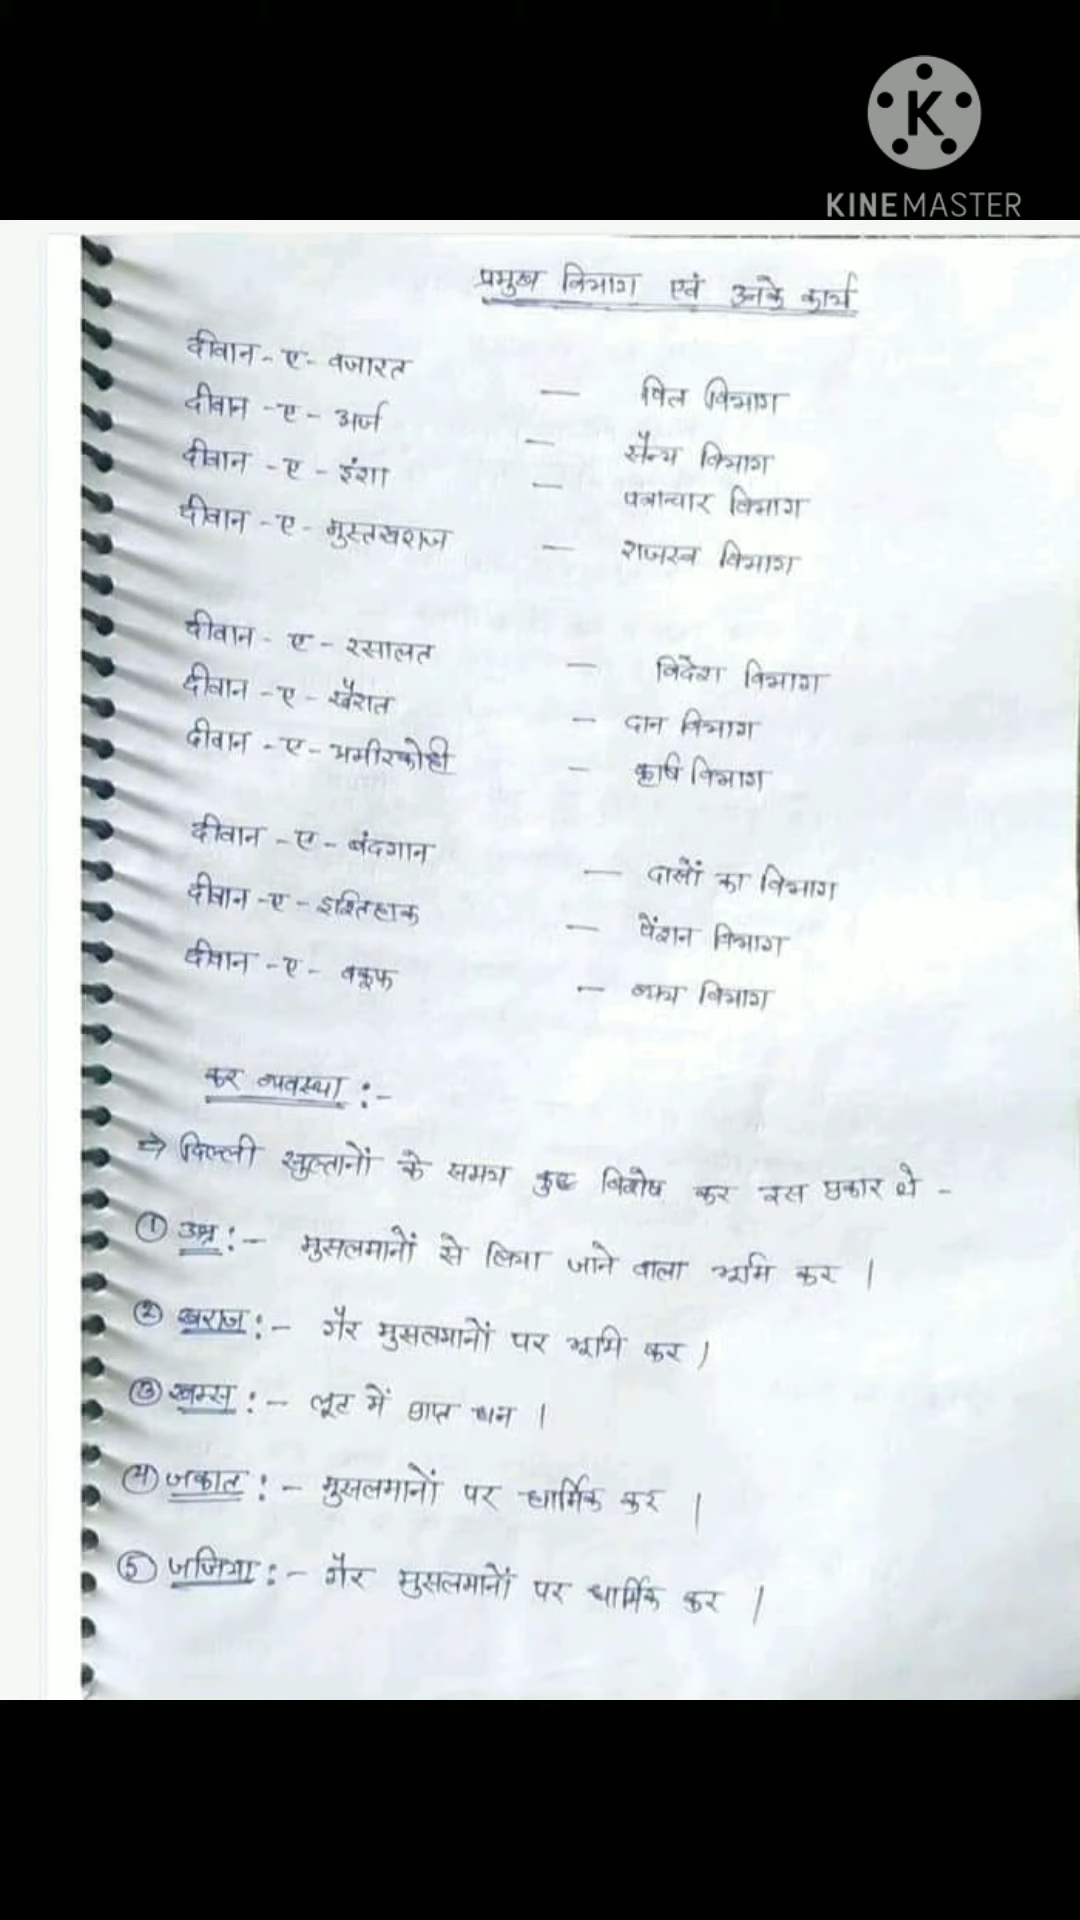 KINEMASTER
प्रमुख विभाग एवं उनके कार्य
दीवान-ए-वजारत — वित्त विभाग
दीवान-ए-अर्ज — सैन्य विभाग
दीवान-ए-इंशा — पत्राचार विभाग
दीवान-ए-मुस्तखराज — राजस्व विभाग
दीवान-ए-रसालत — विदेश विभाग
दीवान-ए-खैरात — दान विभाग
दीवान-ए-अमीरकोही — कृषि विभाग
दीवान-ए-बंदगान — दासों का विभाग
दीवान-ए-इश्तिहाक — पेंशन विभाग
दीवान-ए-वकूफ — व्यय विभाग
कर व्यवस्था :-
⇒ दिल्ली सुल्तानों के समय कुछ विशेष कर इस प्रकार थे -
① उश्र :- मुसलमानों से लिया जाने वाला भूमि कर ।
② खराज :- गैर मुसलमानों पर भूमि कर ।
③ खम्स :- लूट में प्राप्त धन ।
④ जकात :- मुसलमानों पर धार्मिक कर ।
⑤ जजिया :- गैर मुसलमानों पर धार्मिक कर ।